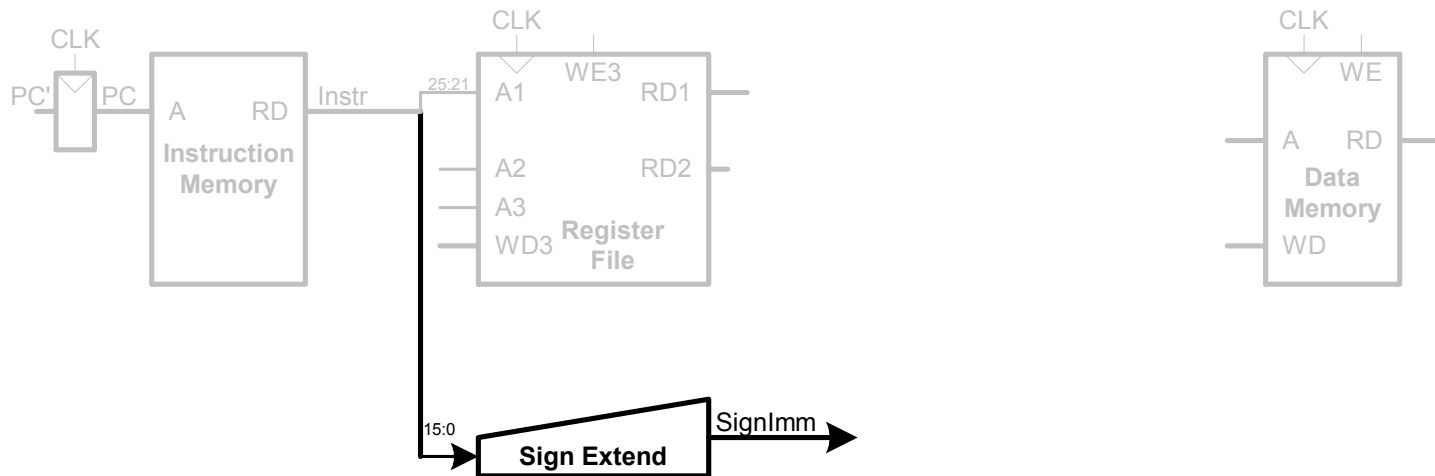 CLK
CLK
CLK
PC'
PC
A
RD
Instruction
Memory
Instr
25:21
A1
WE3
RD1
A2
RD2
A3
WD3
Register
File
WE
A
RD
Data
Memory
WD
15:0
Sign Extend
SignImm